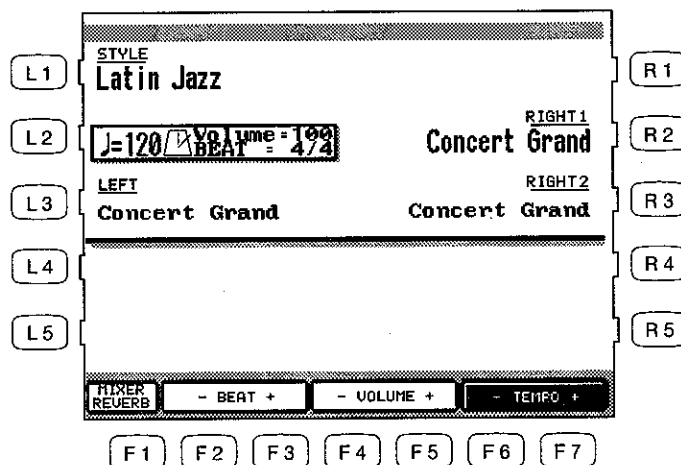 STYLE
L1 Latin Jazz R1
RIGHT1
L2 ♩=120 Volume=100 Concert Grand R2
BEAT = 4/4
LEFT RIGHT2
L3 Concert Grand Concert Grand R3
L4 R4
L5 R5
MIXER
REVERB - BEAT + - VOLUME + - TEMPO +
F1 F2 F3 F4 F5 F6 F7